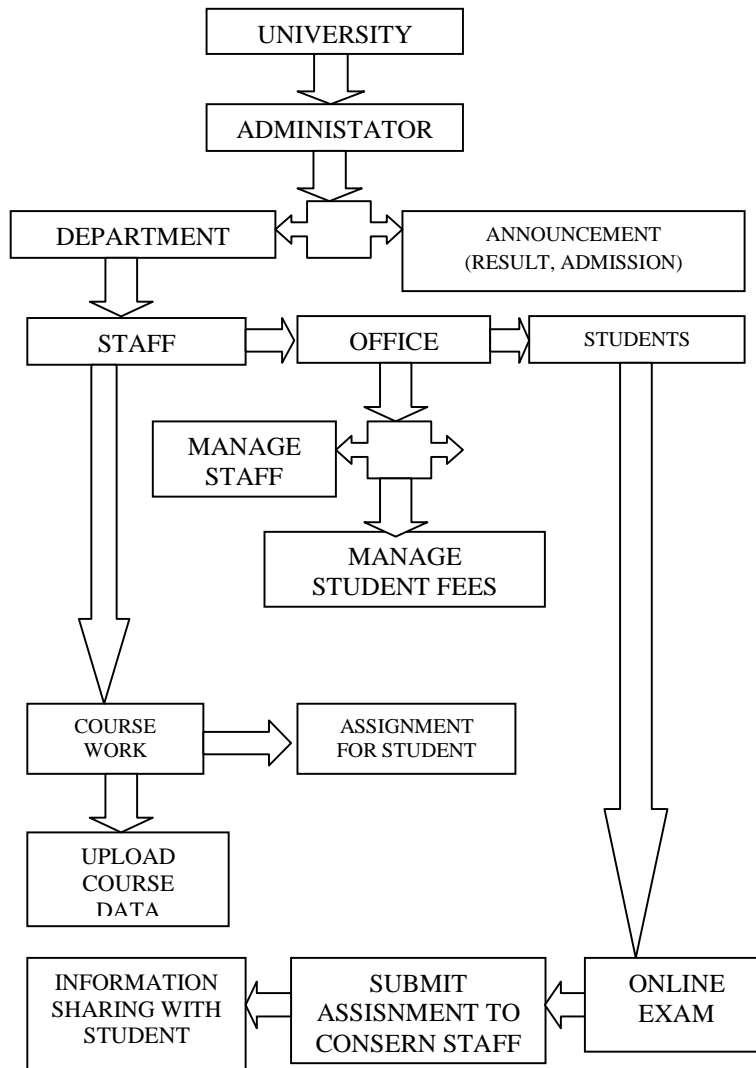 UNIVERSITY
ADMINISTATOR
DEPARTMENT
ANNOUNCEMENT
(RESULT, ADMISSION)
STAFF
OFFICE
STUDENTS
MANAGE
STAFF
MANAGE
STUDENT FEES
COURSE
WORK
ASSIGNMENT
FOR STUDENT
UPLOAD
COURSE
DATA
INFORMATION
SHARING WITH
STUDENT
SUBMIT
ASSISNMENT TO
CONSERN STAFF
ONLINE
EXAM